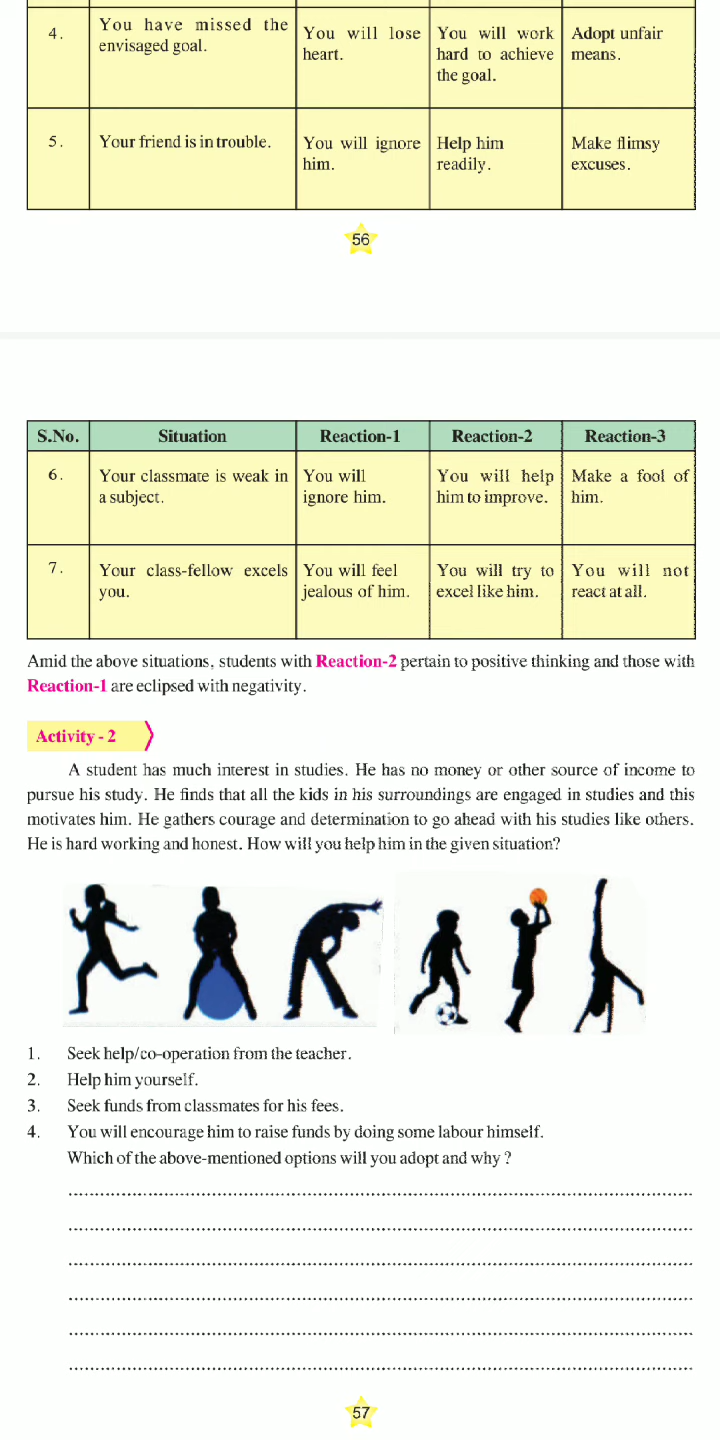 4. You have missed the You will lose You will work Adopt unfair
envisaged goal. heart. hard to achieve means.
the goal.
5. Your friend is in trouble. You will ignore Help him Make flimsy
him. readily. excuses.
56
S.No. Situation Reaction-1 Reaction-2 Reaction-3
6. Your classmate is weak in You will You will help Make a fool of
a subject. ignore him. him to improve. him.
7. Your class-fellow excels You will feel You will try to You will not
you. jealous of him. excel like him. react at all.
Amid the above situations, students with Reaction-2 pertain to positive thinking and those with
Reaction-1 are eclipsed with negativity.
Activity - 2
A student has much interest in studies. He has no money or other source of income to
pursue his study. He finds that all the kids in his surroundings are engaged in studies and this
motivates him. He gathers courage and determination to go ahead with his studies like others.
He is hard working and honest. How will you help him in the given situation?
1. Seek help/co-operation from the teacher.
2. Help him yourself.
3. Seek funds from classmates for his fees.
4. You will encourage him to raise funds by doing some labour himself.
Which of the above-mentioned options will you adopt and why ?
57